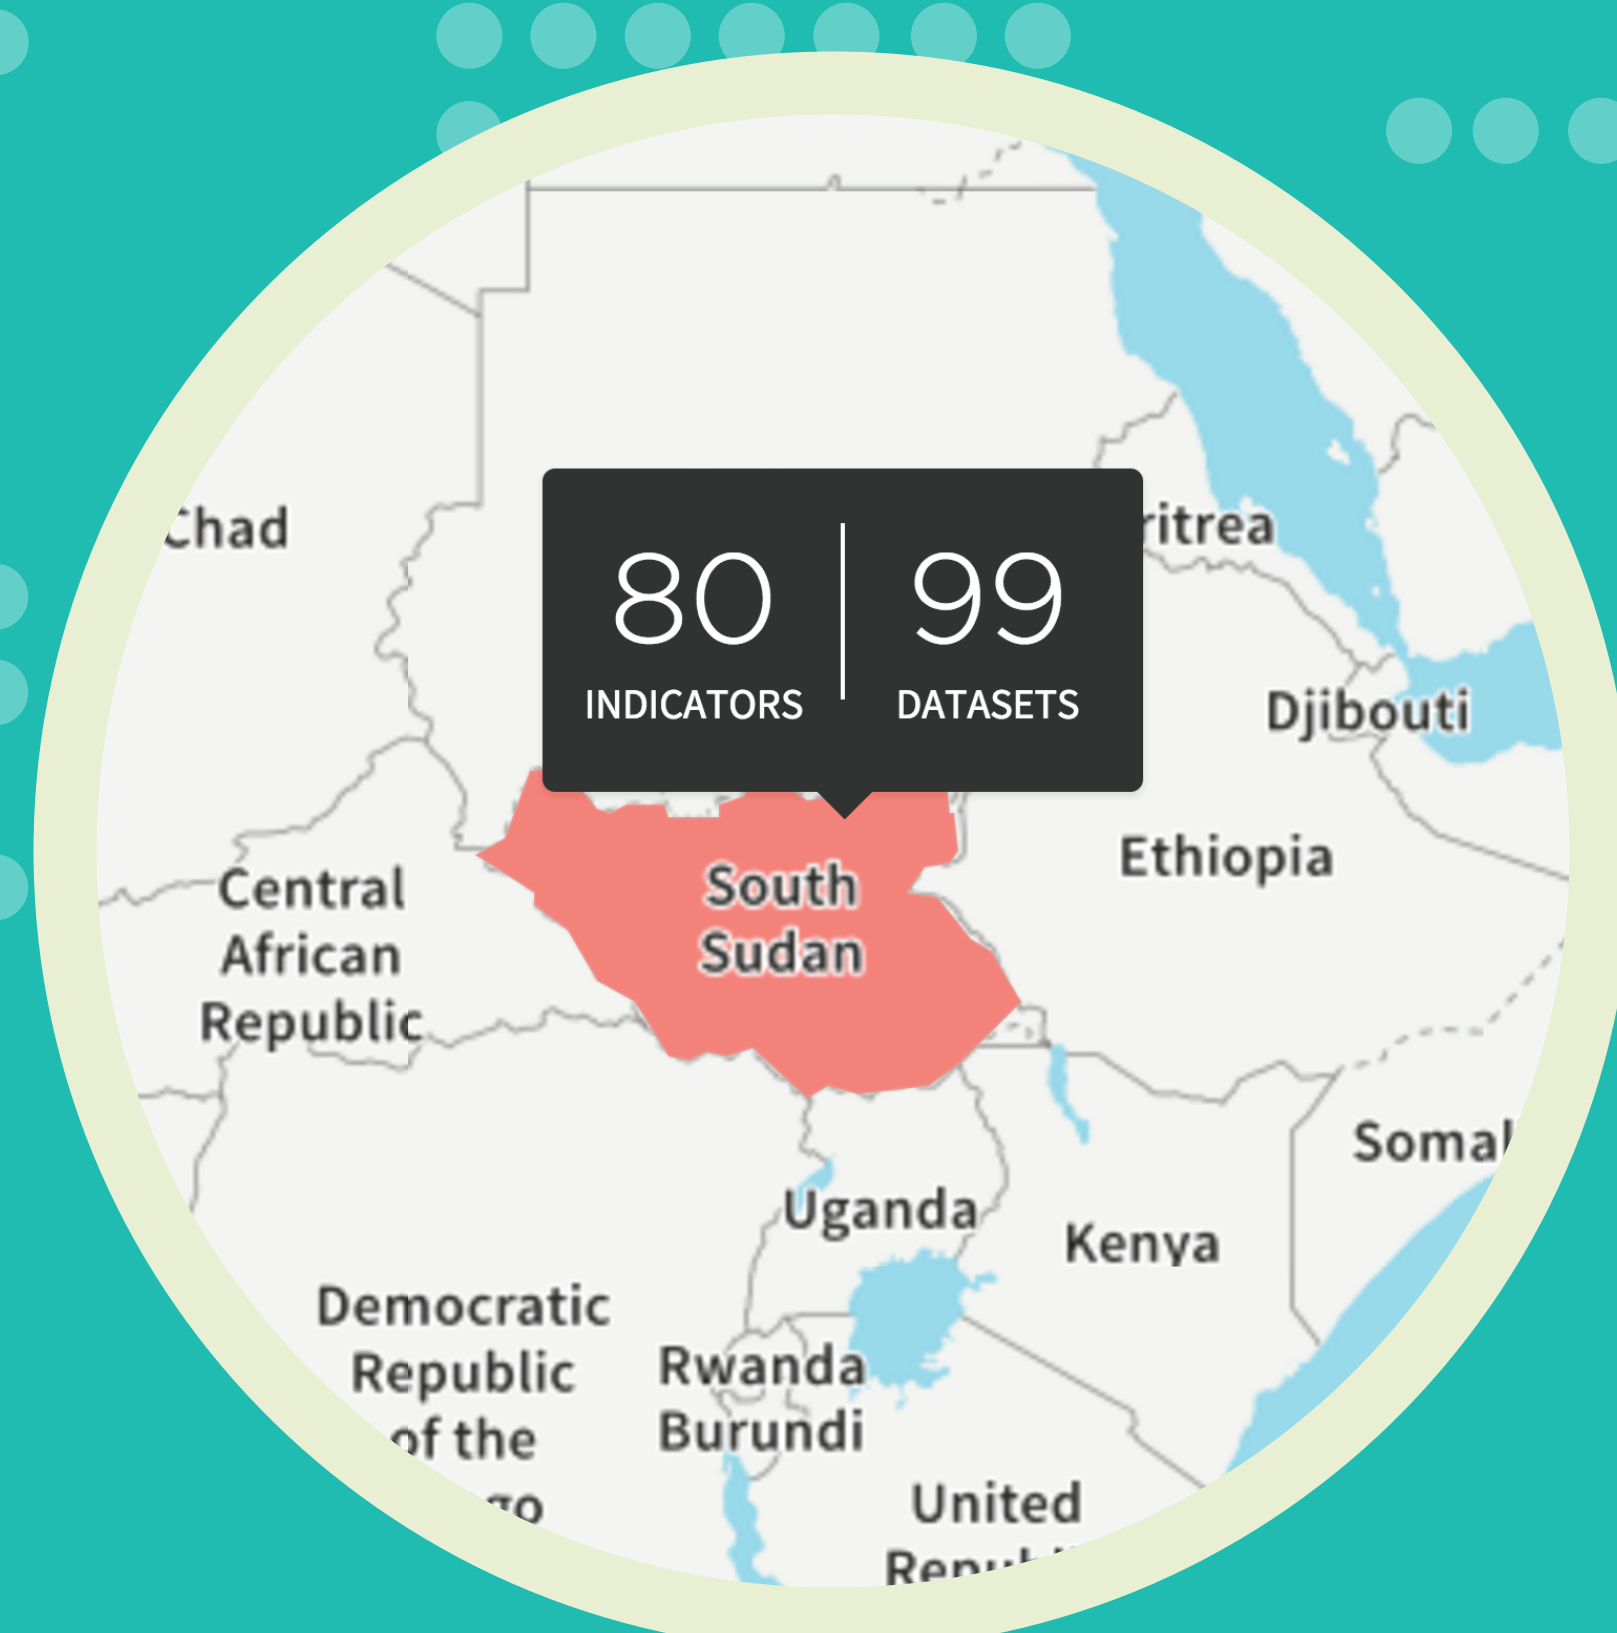 Chad
80
INDICATORS
99
DATASETS
ritrea
Djibouti
Ethiopia
South
Sudan
Central
African
Republic
Somal
Uganda
Kenya
Democratic
Republic
of the
go
Rwanda
Burundi
United